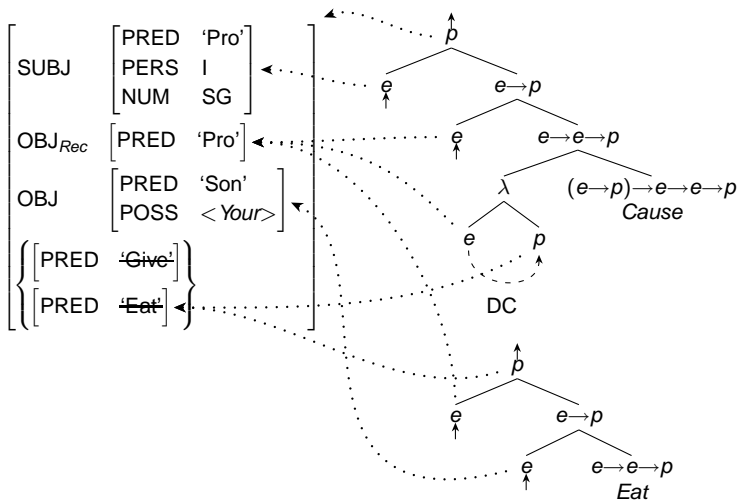 p
PRED ‘Pro’
SUBJ PERS I
NUM SG
e e→p
OBJRec [PRED ‘Pro’]
e e→e→p
PRED ‘Son’
OBJ POSS <Your>
λ (e→p)→e→e→p
Cause
e p
[PRED ‘Give’]
[PRED ‘Eat’]
DC
p
e e→p
e e→e→p
Eat